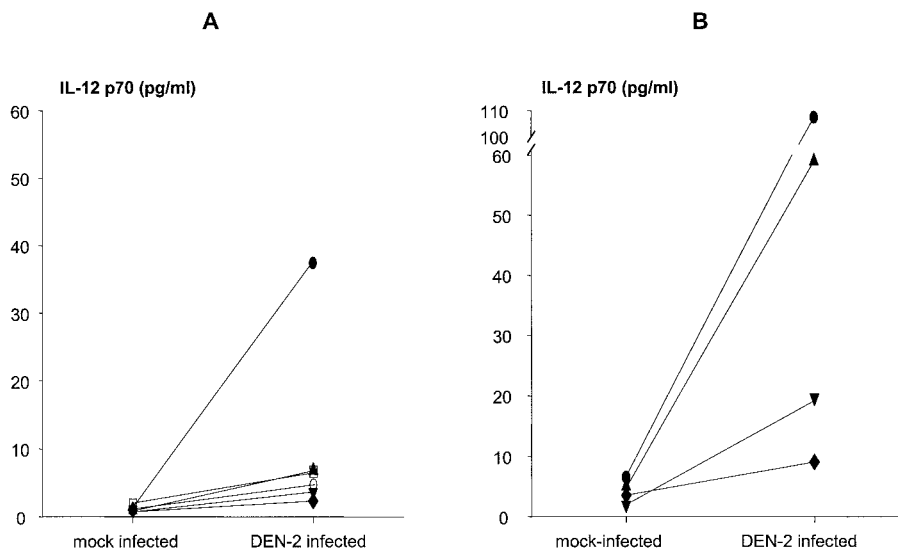 A
IL-12 p70 (pg/ml)
60
50
40
30
20
10
0
mock infected DEN-2 infected
B
IL-12 p70 (pg/ml)
110
100
60
50
40
30
20
10
0
mock-infected DEN-2 infected